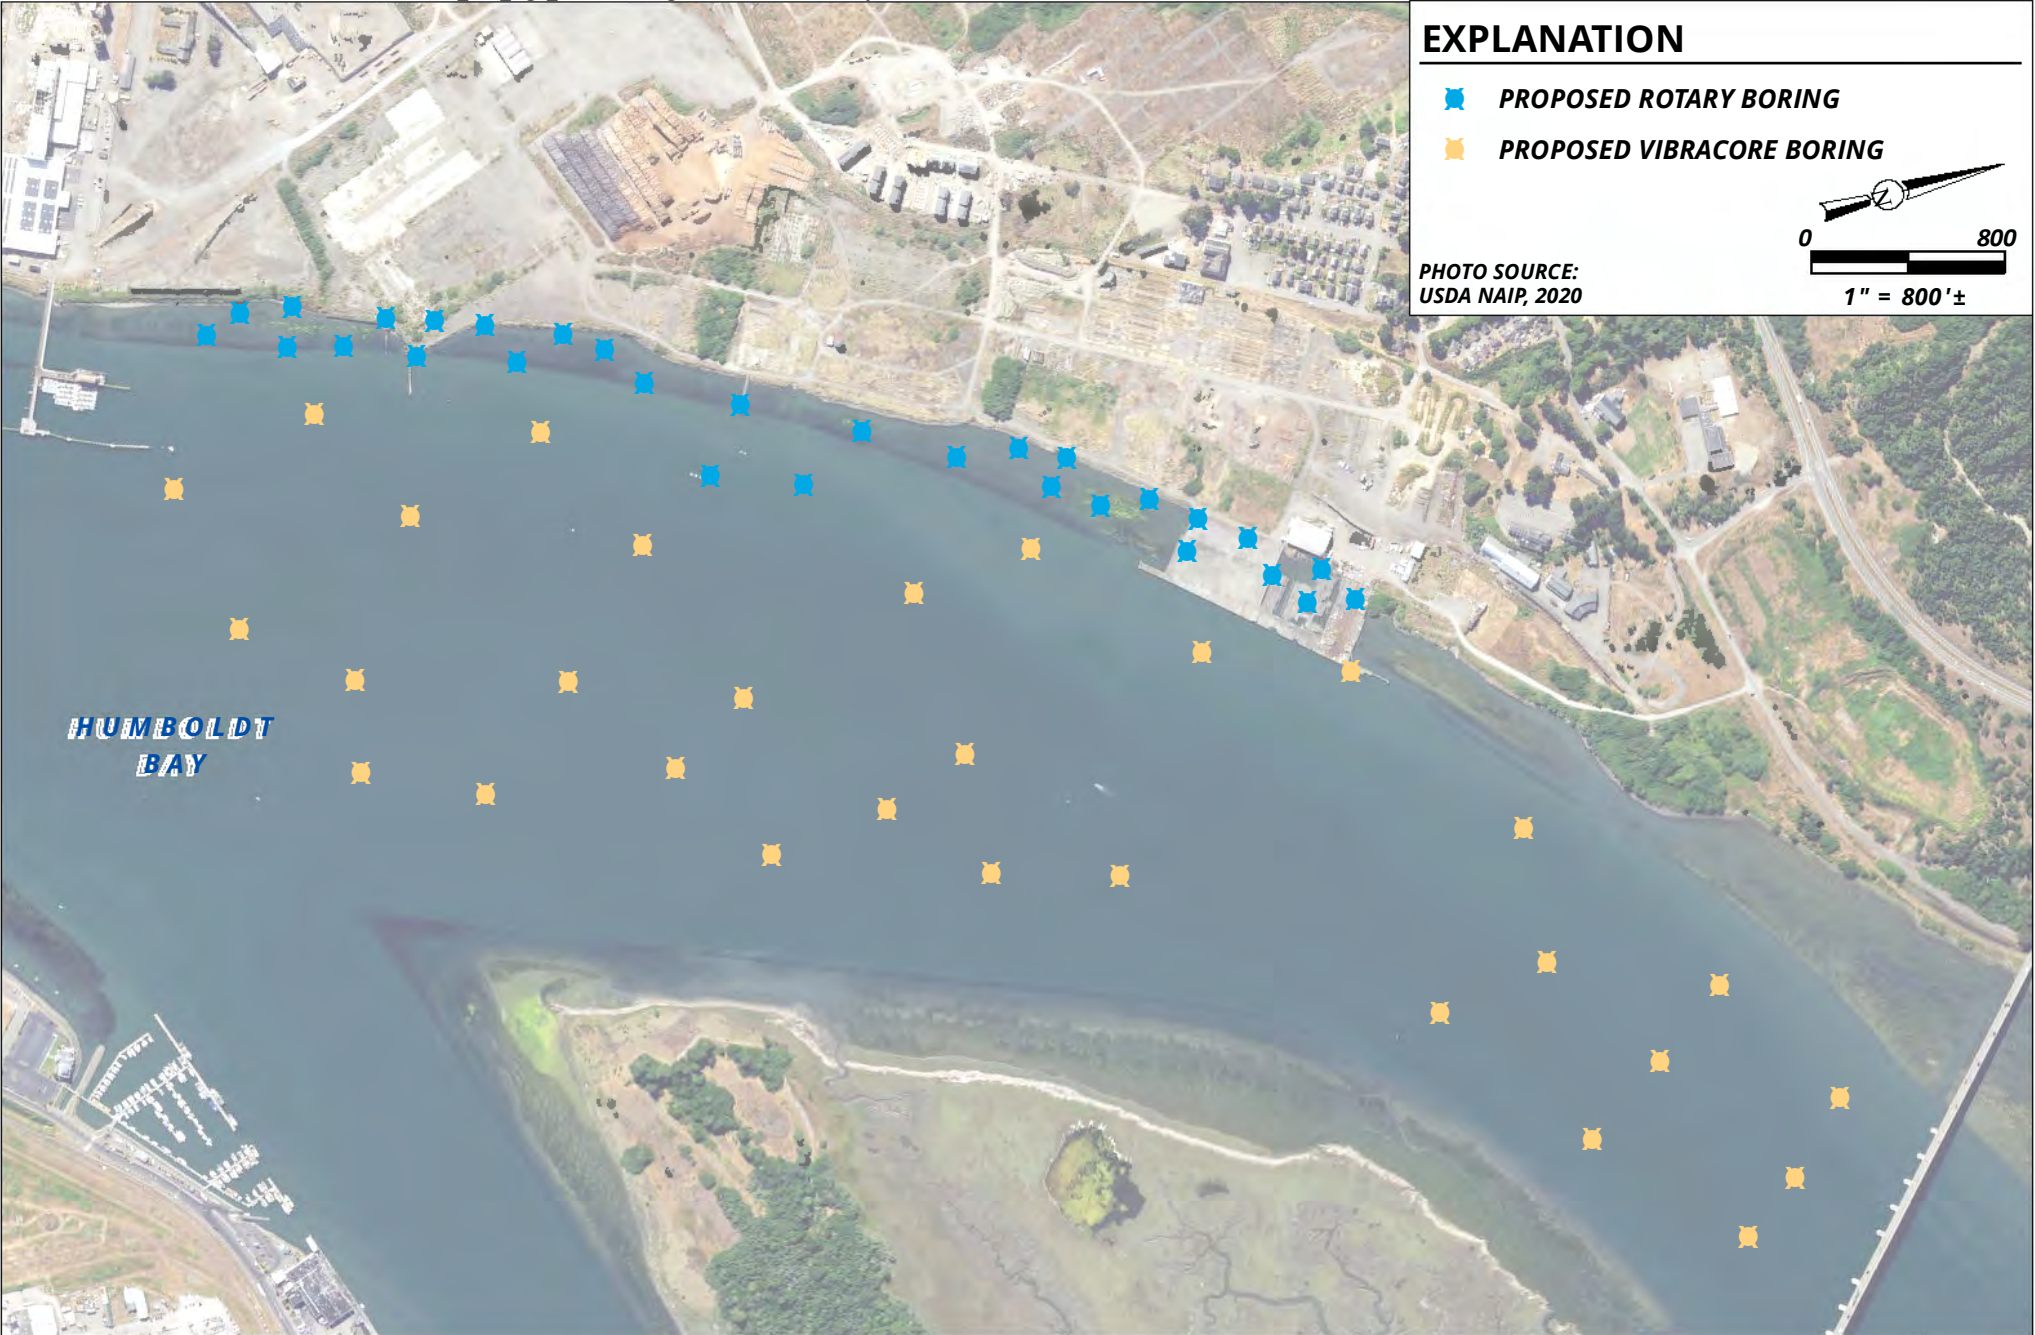 EXPLANATION
PROPOSED ROTARY BORING
PROPOSED VIBRACORE BORING
0 800
PHOTO SOURCE:
USDA NAIP, 2020
1" = 800'±
HUMBOLDT
BAY